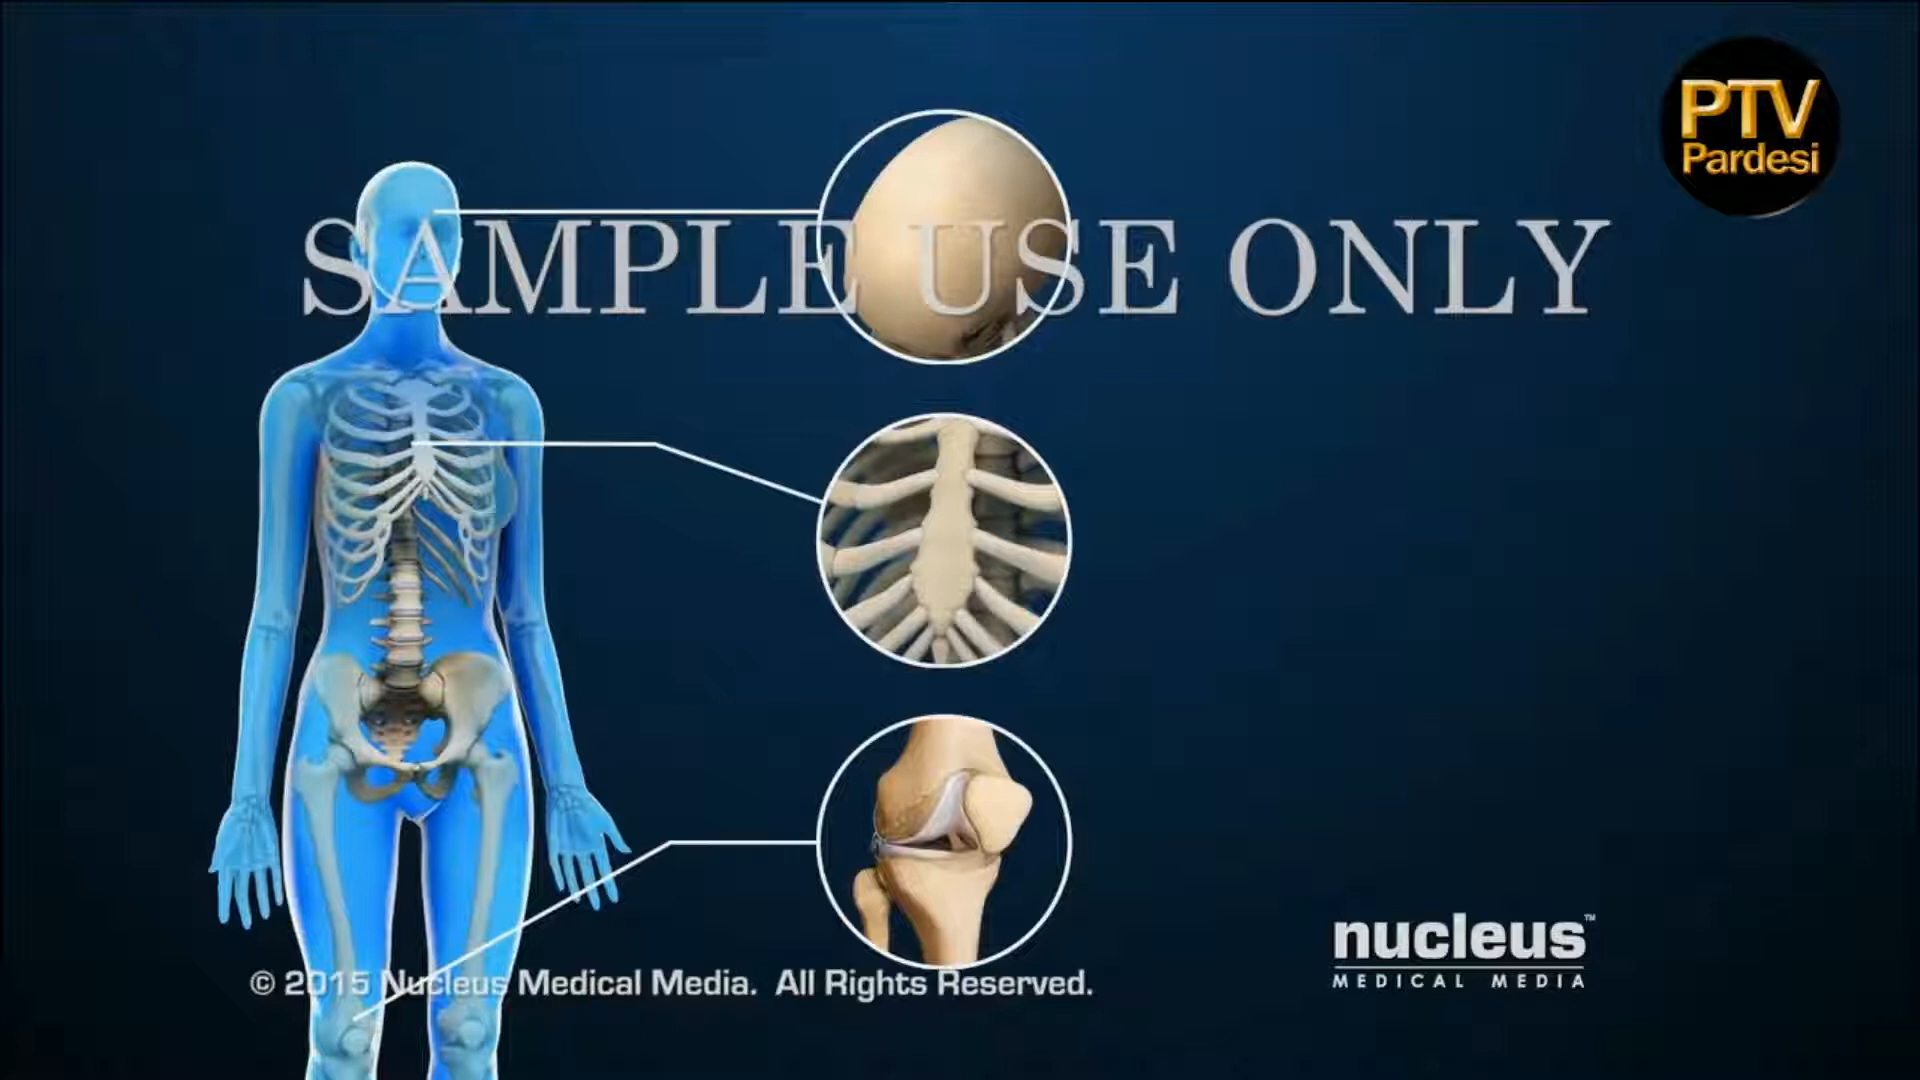 PTV
Pardesi
SAMPLE USE ONLY
nucleus™
MEDICAL MEDIA
© 2015 Nucleus Medical Media. All Rights Reserved.